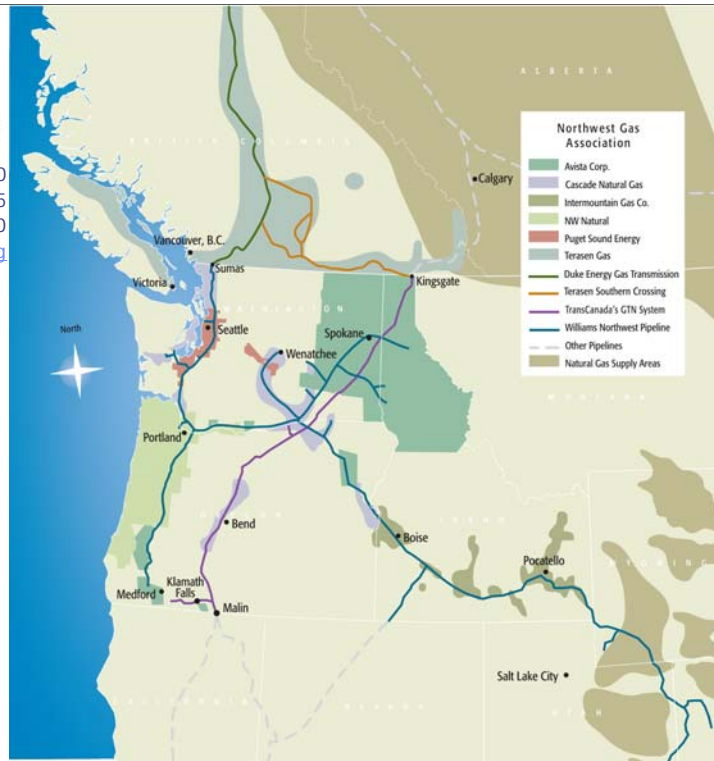 0
5
0
g
ALBERTA
BRITISH COLUMBIA
Northwest Gas
Association
Avista Corp.
Cascade Natural Gas
Intermountain Gas Co.
NW Natural
Puget Sound Energy
Terasen Gas
Duke Energy Gas Transmission
Terasen Southern Crossing
TransCanada's GTN System
Williams Northwest Pipeline
Other Pipelines
Natural Gas Supply Areas
Calgary
Vancouver, B.C.
Sumas
Kingsgate
Victoria
WASHINGTON
North
Seattle
Spokane
Wenatchee
MONTANA
Portland
OREGON
Bend
IDAHO
Boise
Pocatello
WYOMING
Medford
Klamath
Falls
Malin
Salt Lake City
CALIFORNIA
NEVADA
UTAH